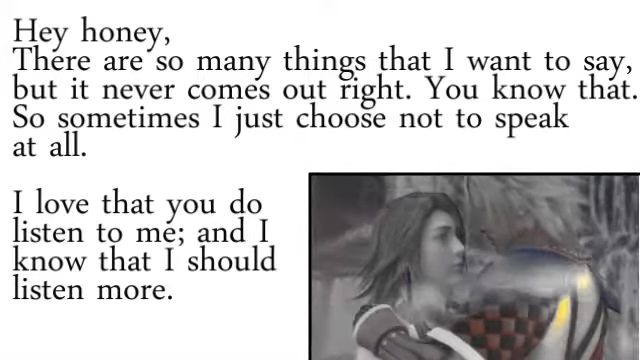 Hey honey,
There are so many things that I want to say,
but it never comes out right. You know that.
So sometimes I just choose not to speak
at all.
I love that you do
listen to me; and I
know that I should
listen more.